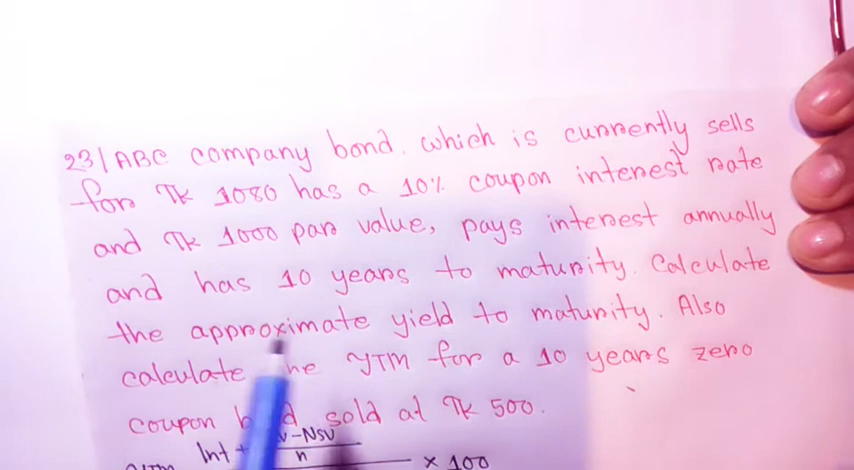 23/ ABC company bond. which is currently sells
for Tk 1080 has a 10% coupon interest rate
and Tk 1000 par value, pays interest annually
and has 10 years to maturity. Calculate
the approximate yield to maturity. Also
calculate YTM for a 10 years zero
coupon sold at Tk 500.
Int + V-NSV
n
× 100